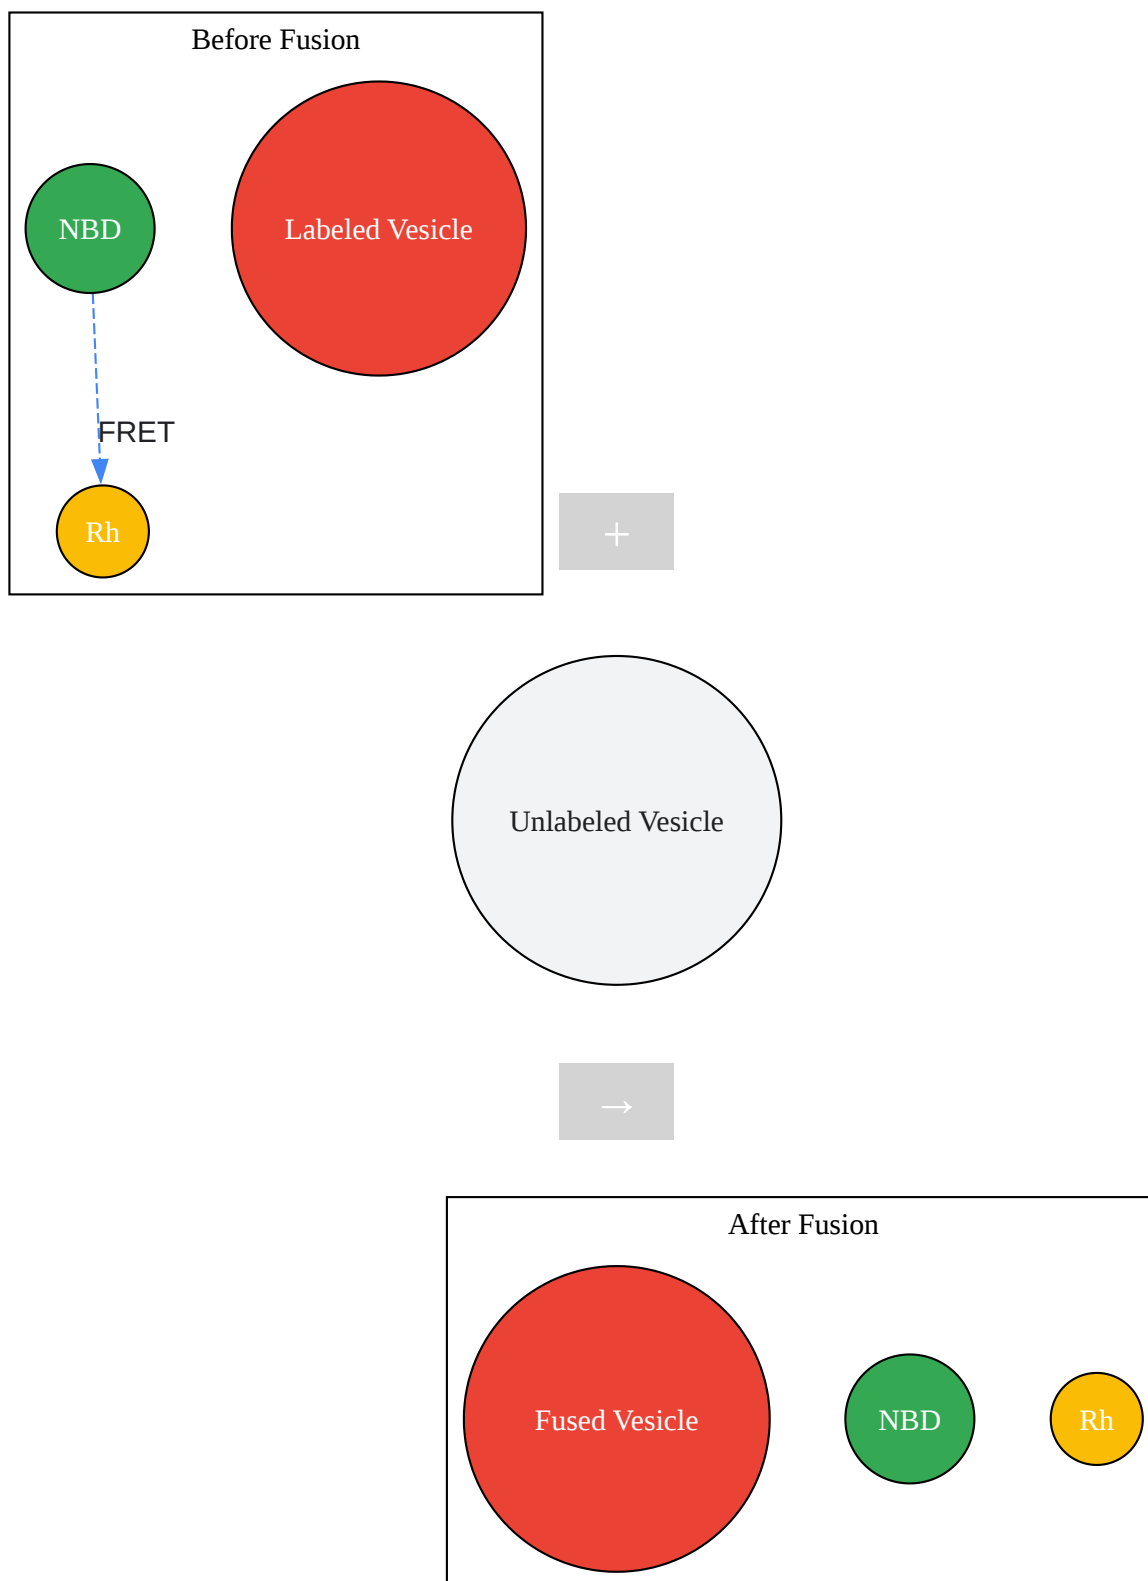 Before Fusion
NBD
Labeled Vesicle
FRET
Rh
+
Unlabeled Vesicle
→
After Fusion
Fused Vesicle
NBD
Rh